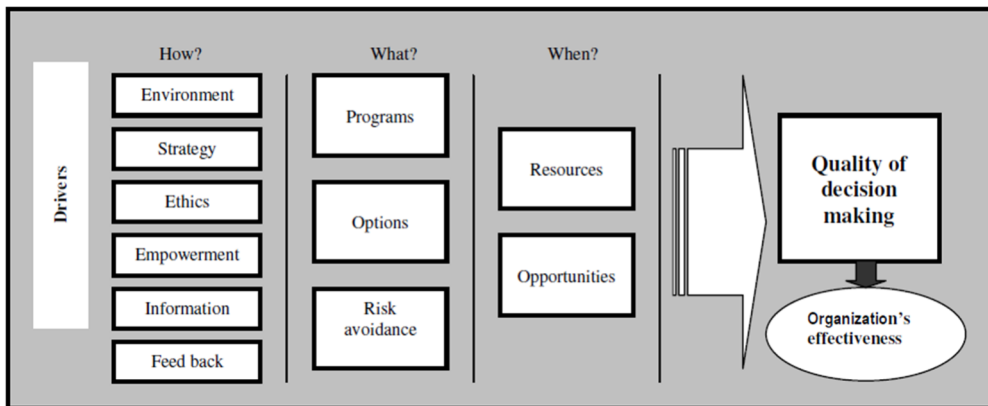 How?
What?
When?
Drivers
Environment
Strategy
Ethics
Empowerment
Information
Feed back
Programs
Options
Risk
avoidance
Resources
Opportunities
Quality of
decision
making
Organization's
effectiveness